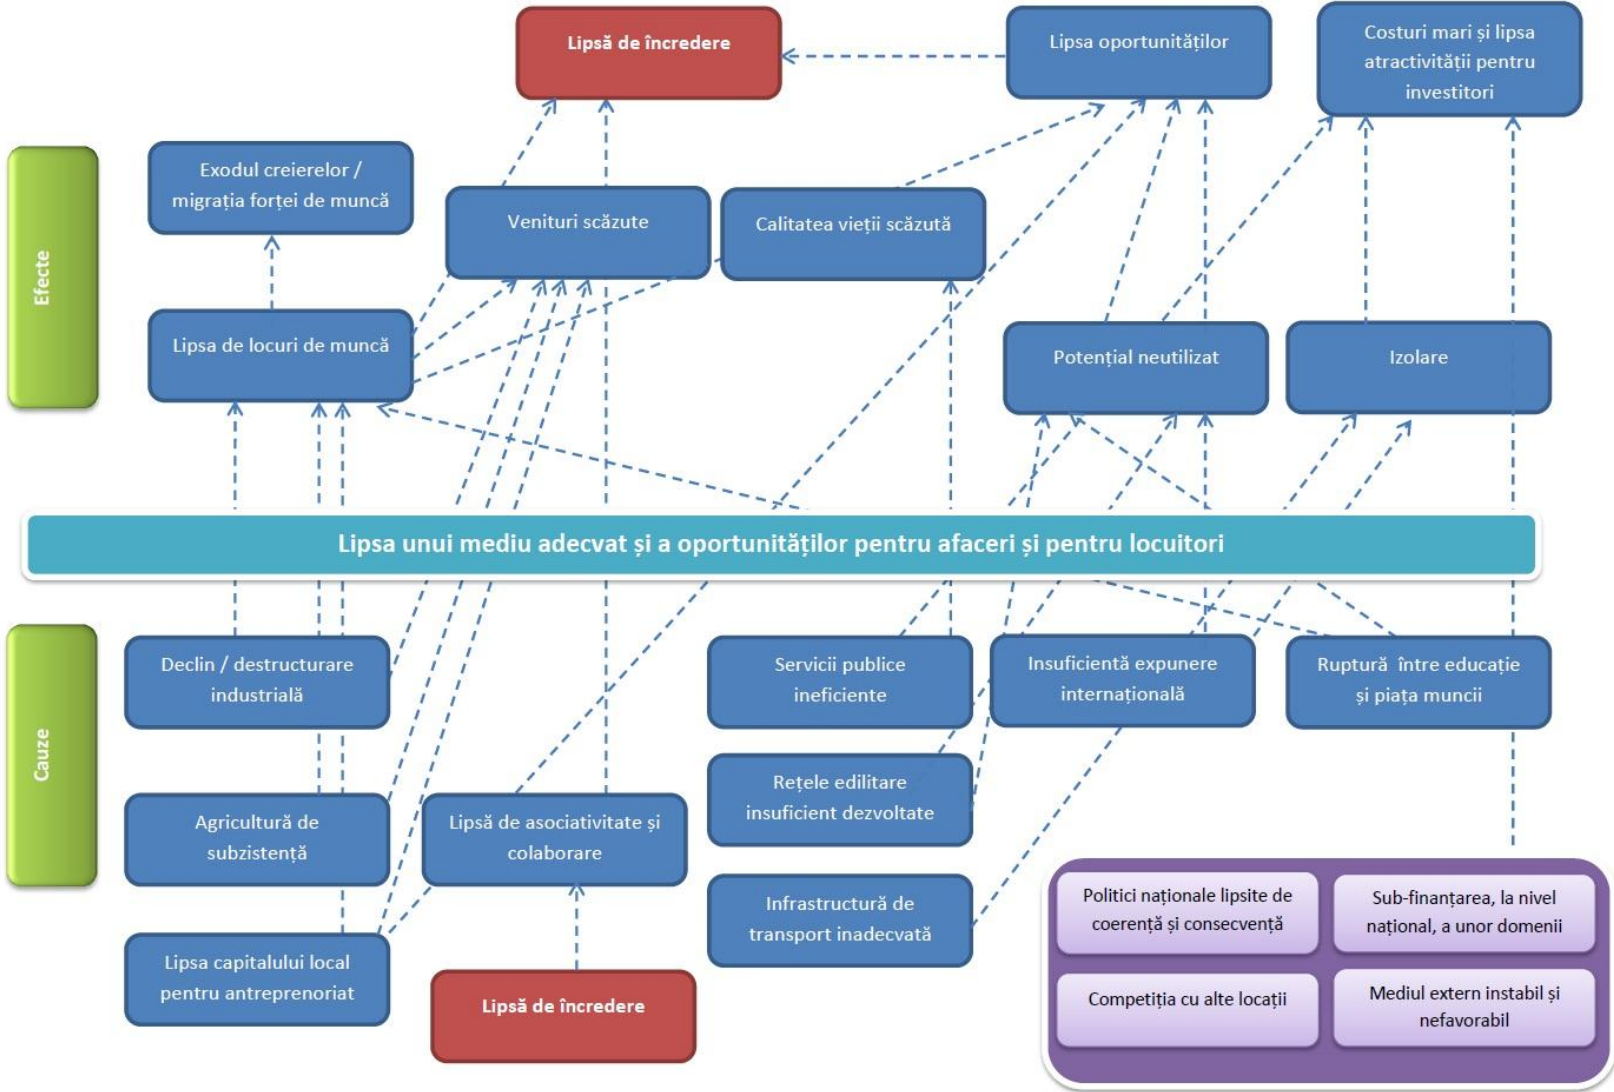 Lipsă de încredere
Lipsa oportunităților
Costuri mari și lipsa
atractivității pentru
investitori
Efecte
Exodul creierelor /
migrația forței de muncă
Venituri scăzute
Calitatea vieții scăzută
Lipsa de locuri de muncă
Potențial neutilizat
Izolare
Lipsa unui mediu adecvat și a oportunităților pentru afaceri și pentru locuitori
Cauze
Declin / destructurare
industrială
Servicii publice
ineficiente
Insuficientă expunere
internațională
Ruptură între educație
și piața muncii
Rețele edilitare
insuficient dezvoltate
Agricultură de
subzistență
Lipsă de asociativitate și
colaborare
Infrastructură de
transport inadecvată
Lipsa capitalului local
pentru antreprenoriat
Lipsă de încredere
Politici naționale lipsite de
coerență și consecvență
Sub-finanțarea, la nivel
național, a unor domenii
Competiția cu alte locații
Mediul extern instabil și
nefavorabil